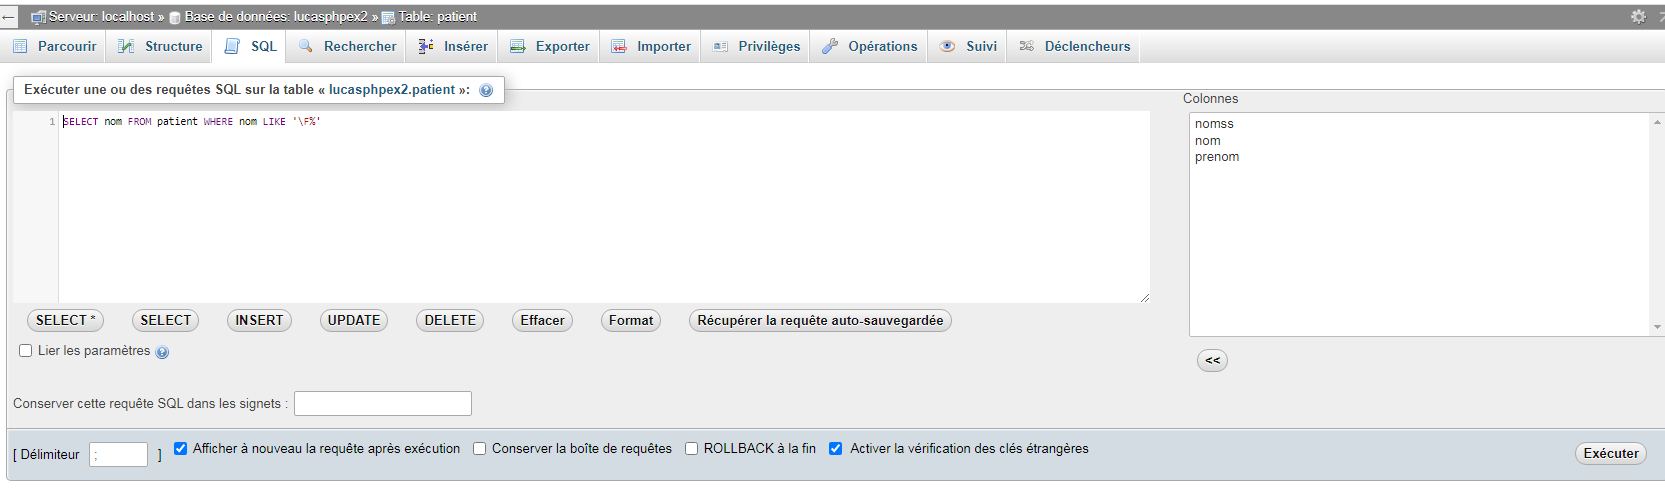 Serveur: localhost » Base de données: lucasphpex2 » Table: patient
Parcourir Structure SQL Rechercher Insérer Exporter Importer Privilèges Opérations Suivi Déclencheurs
Exécuter une ou des requêtes SQL sur la table « lucasphpex2.patient »:
Colonnes
1 SELECT nom FROM patient WHERE nom LIKE '\F%'
nomss
nom
prenom
SELECT * SELECT INSERT UPDATE DELETE Effacer Format Récupérer la requête auto-sauvegardée
Lier les paramètres
<<
Conserver cette requête SQL dans les signets :
[ Délimiteur ; ] Afficher à nouveau la requête après exécution Conserver la boîte de requêtes ROLLBACK à la fin Activer la vérification des clés étrangères Exécuter